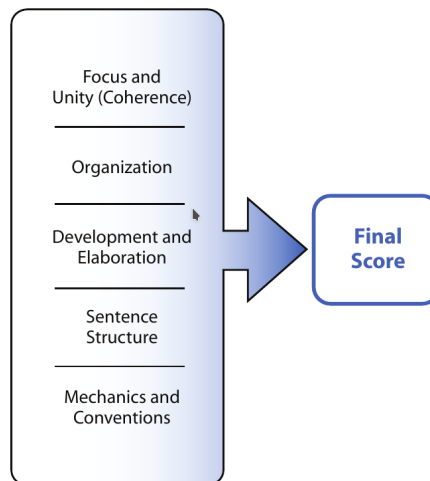 Focus and
Unity (Coherence)
Organization
Development and
Elaboration
Sentence
Structure
Mechanics and
Conventions
Final
Score